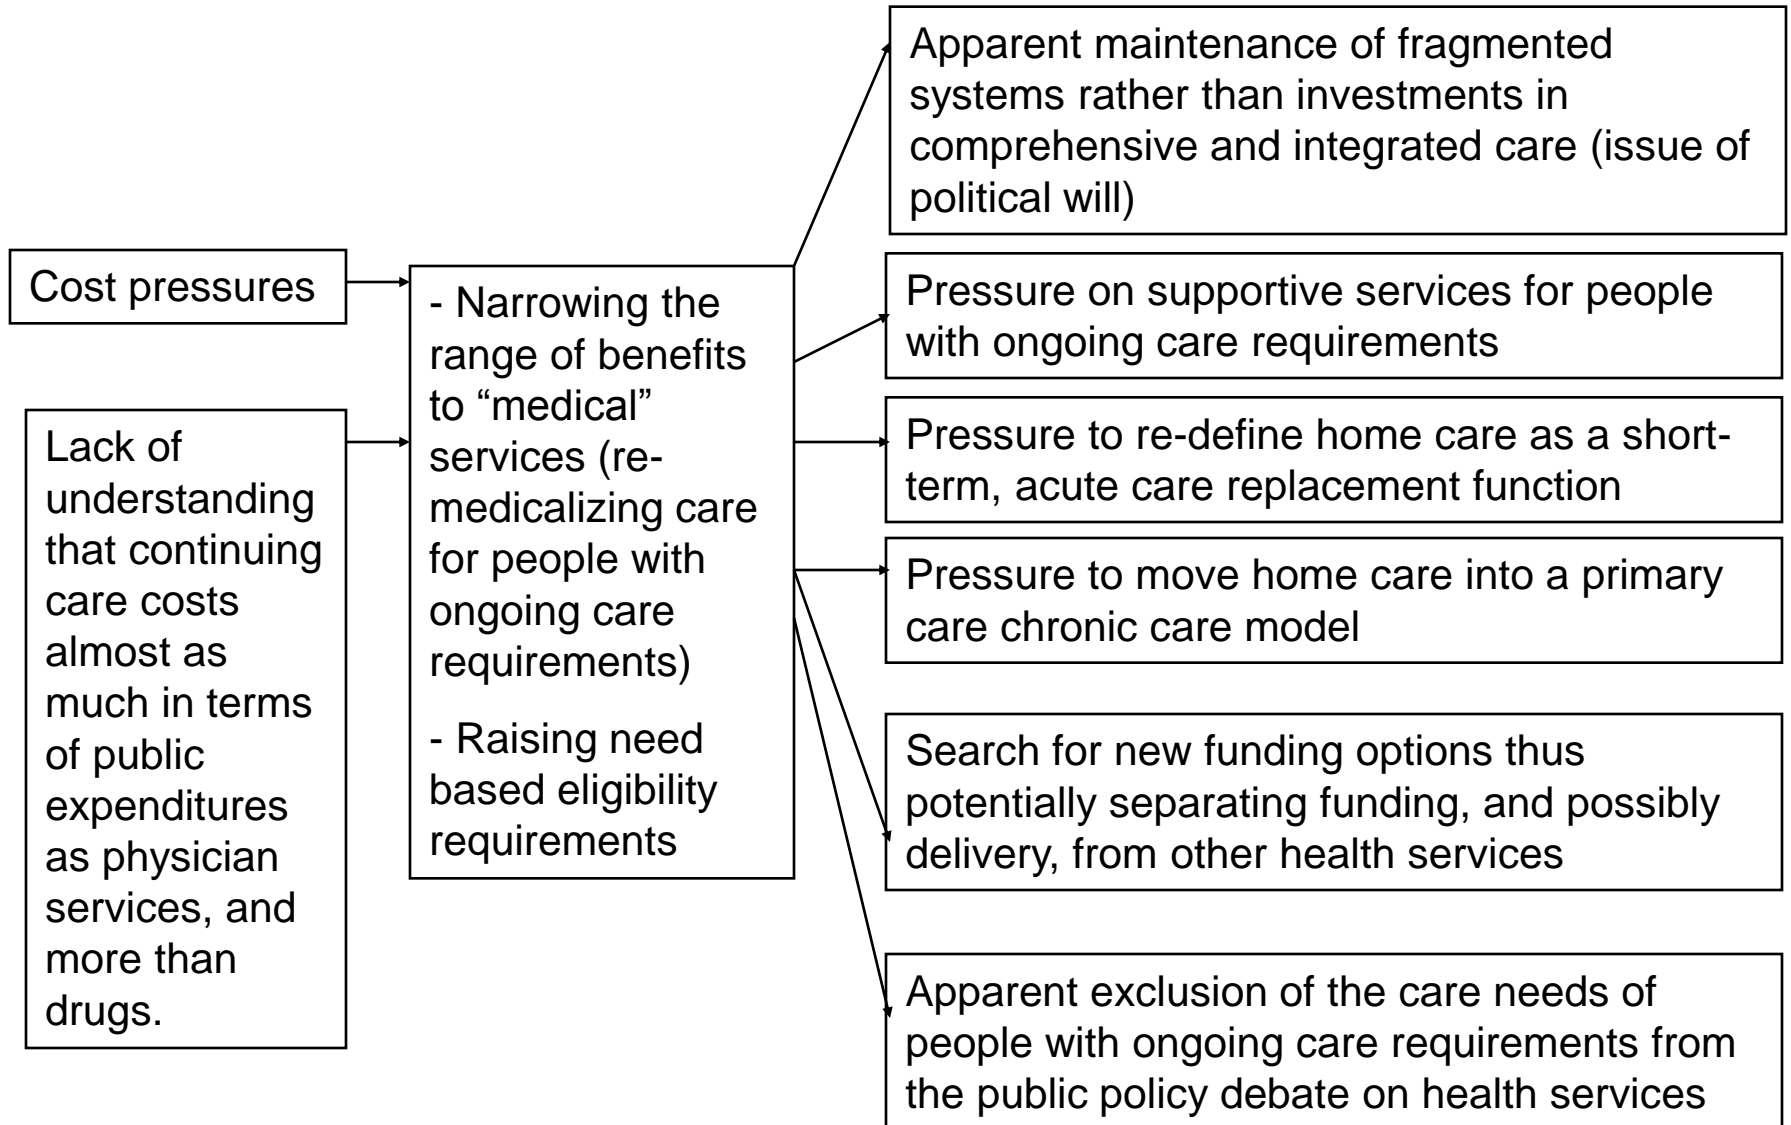 Cost pressures
Lack of
understanding
that continuing
care costs
almost as
much in terms
of public
expenditures
as physician
services, and
more than
drugs.
- Narrowing the
range of benefits
to “medical”
services (re-
medicalizing care
for people with
ongoing care
requirements)
- Raising need
based eligibility
requirements
Apparent maintenance of fragmented
systems rather than investments in
comprehensive and integrated care (issue of
political will)
Pressure on supportive services for people
with ongoing care requirements
Pressure to re-define home care as a short-
term, acute care replacement function
Pressure to move home care into a primary
care chronic care model
Search for new funding options thus
potentially separating funding, and possibly
delivery, from other health services
Apparent exclusion of the care needs of
people with ongoing care requirements from
the public policy debate on health services